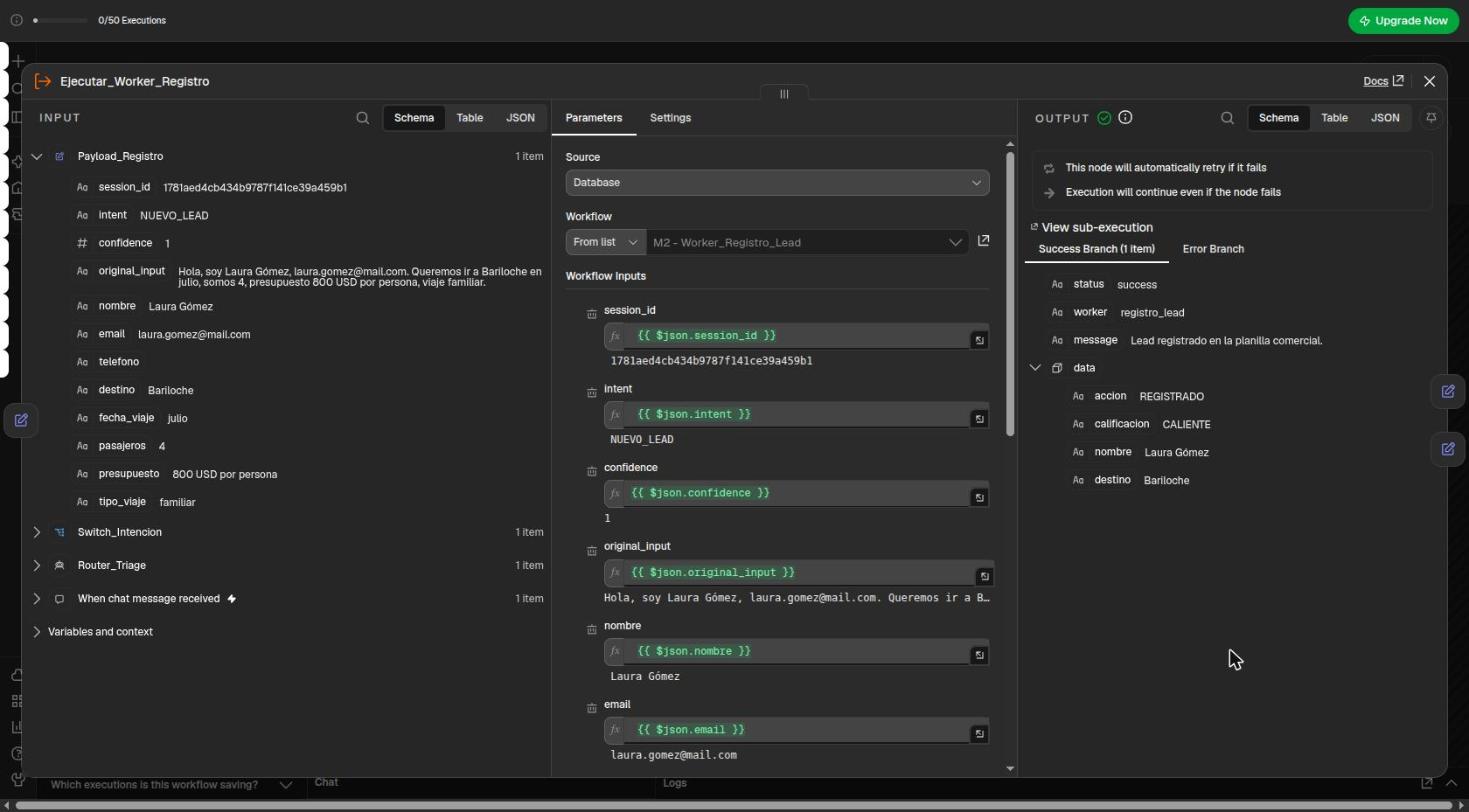 0/50 Executions
Upgrade Now
Ejecutar_Worker_Registro
Docs
INPUT
Schema
Table
JSON
Payload_Registro
1 item
session_id 1781aed4cb434b9787f141ce39a459b1
intent NUEVO_LEAD
confidence 1
original_input Hola, soy Laura Gómez, laura.gomez@mail.com. Queremos ir a Bariloche en
julio, somos 4, presupuesto 800 USD por persona, viaje familiar.
nombre Laura Gómez
email laura.gomez@mail.com
telefono
destino Bariloche
fecha_viaje julio
pasajeros 4
presupuesto 800 USD por persona
tipo_viaje familiar
Switch_Intencion
1 item
Router_Triage
1 item
When chat message received
1 item
Variables and context
Parameters
Settings
Source
Database
Workflow
From list
M2 - Worker_Registro_Lead
Workflow Inputs
session_id
fx {{ $json.session_id }}
1781aed4cb434b9787f141ce39a459b1
intent
fx {{ $json.intent }}
NUEVO_LEAD
confidence
fx {{ $json.confidence }}
1
original_input
fx {{ $json.original_input }}
Hola, soy Laura Gómez, laura.gomez@mail.com. Queremos ir a B…
nombre
fx {{ $json.nombre }}
Laura Gómez
email
fx {{ $json.email }}
laura.gomez@mail.com
OUTPUT
Schema
Table
JSON
This node will automatically retry if it fails
Execution will continue even if the node fails
View sub-execution
Success Branch (1 item)
Error Branch
status success
worker registro_lead
message Lead registrado en la planilla comercial.
data
accion REGISTRADO
calificacion CALIENTE
nombre Laura Gómez
destino Bariloche
Which executions is this workflow saving?
Chat
Logs